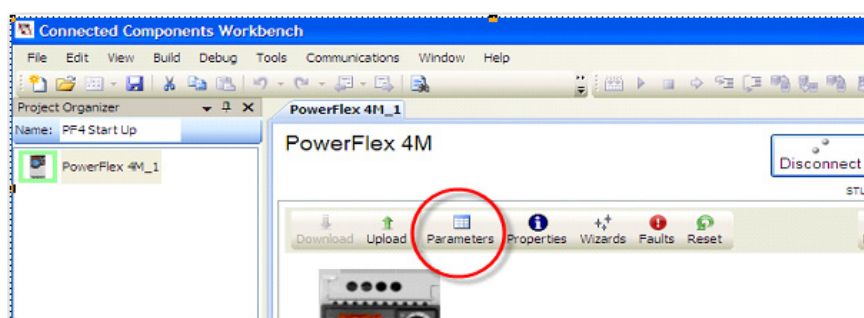 Connected Components Workbench
File Edit View Build Debug Tools Communications Window Help
Project Organizer
PowerFlex 4M_1
Name: PF4 Start Up
PowerFlex 4M
PowerFlex 4M_1
Disconnect
Download Upload Parameters Properties Wizards Faults Reset